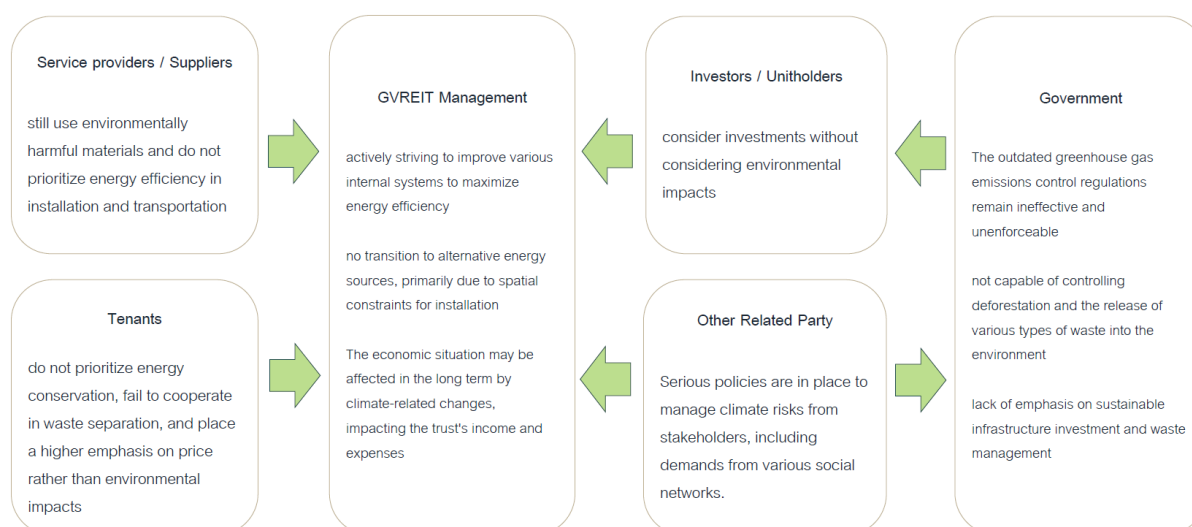 Service providers / Suppliers
still use environmentally
harmful materials and do not
prioritize energy efficiency in
installation and transportation
Tenants
do not prioritize energy
conservation, fail to cooperate
in waste separation, and place
a higher emphasis on price
rather than environmental
impacts
GVREIT Management
actively striving to improve various
internal systems to maximize
energy efficiency
no transition to alternative energy
sources, primarily due to spatial
constraints for installation
The economic situation may be
affected in the long term by
climate-related changes,
impacting the trust's income and
expenses
Investors / Unitholders
consider investments without
considering environmental
impacts
Other Related Party
Serious policies are in place to
manage climate risks from
stakeholders, including
demands from various social
networks.
Government
The outdated greenhouse gas
emissions control regulations
remain ineffective and
unenforceable
not capable of controlling
deforestation and the release of
various types of waste into the
environment
lack of emphasis on sustainable
infrastructure investment and waste
management